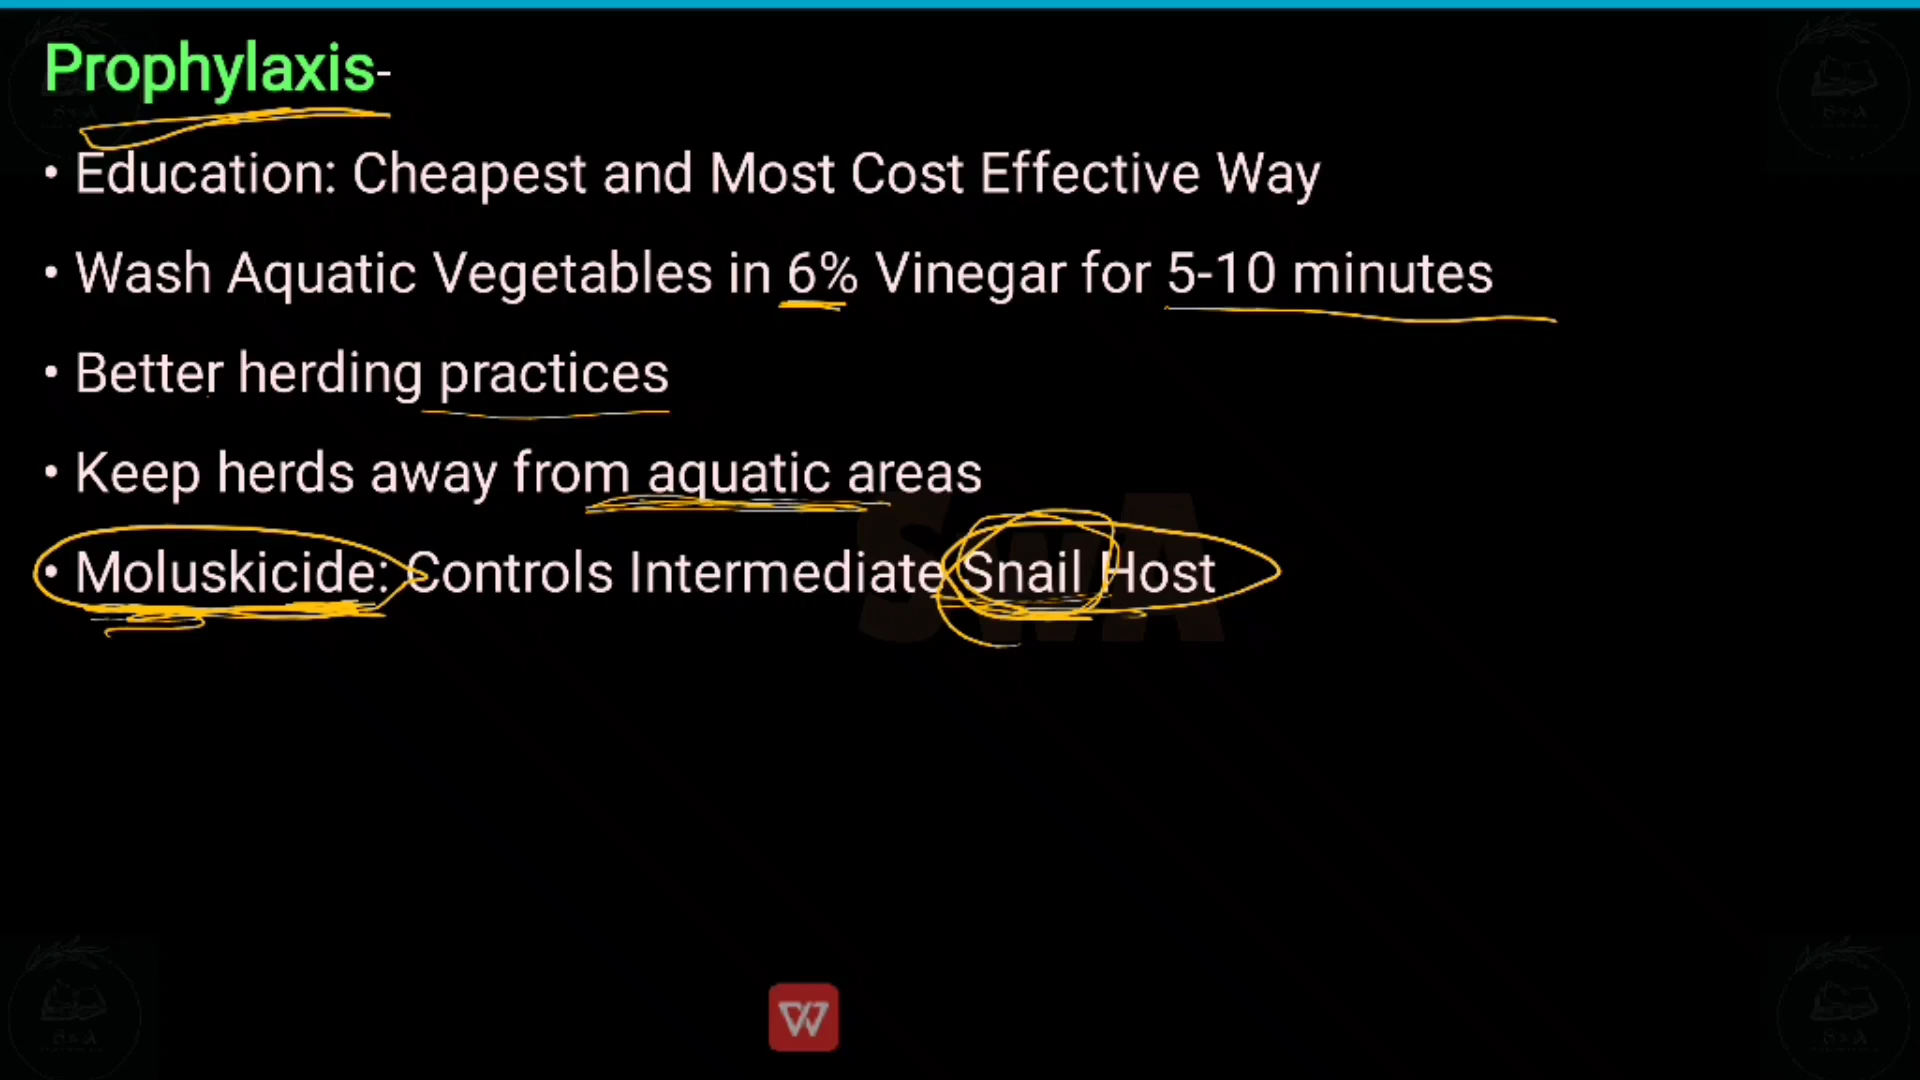 Prophylaxis-
• Education: Cheapest and Most Cost Effective Way
• Wash Aquatic Vegetables in 6% Vinegar for 5-10 minutes
• Better herding practices
• Keep herds away from aquatic areas
• Moluskicide: Controls Intermediate Snail Host
SwA